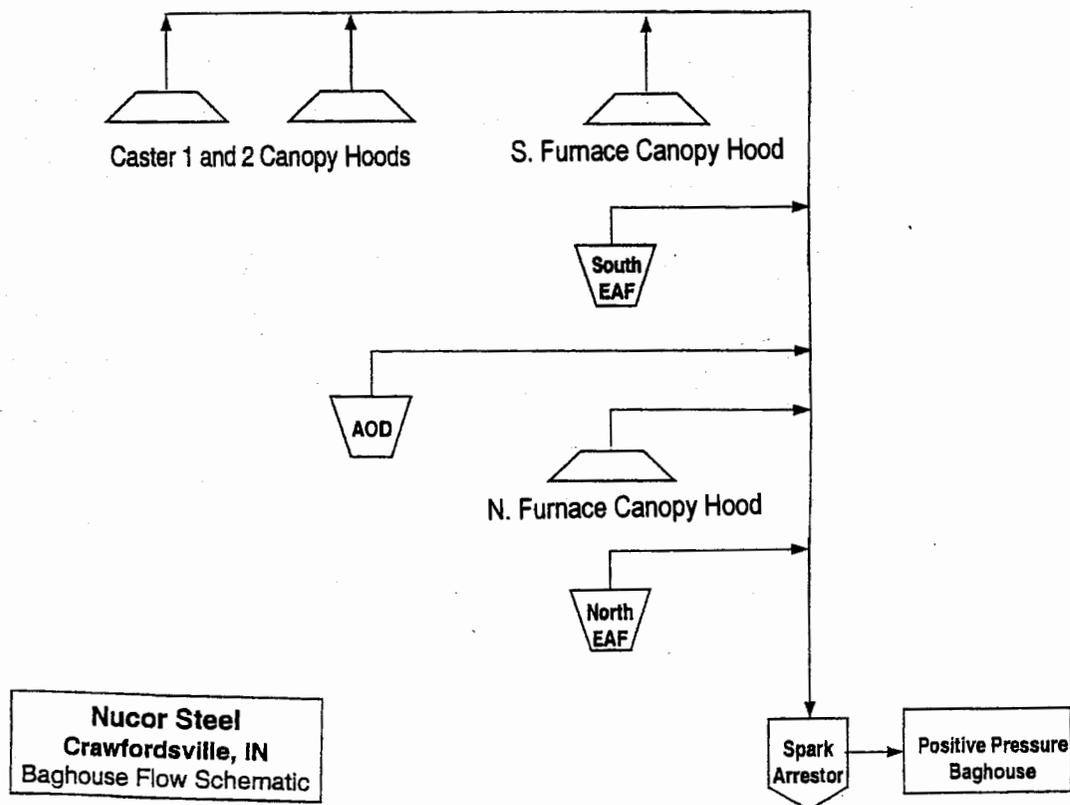 Caster 1 and 2 Canopy Hoods
S. Furnace Canopy Hood
South
EAF
AOD
N. Furnace Canopy Hood
North
EAF
Nucor Steel
Crawfordsville, IN
Baghouse Flow Schematic
Spark
Arrestor
Positive Pressure
Baghouse